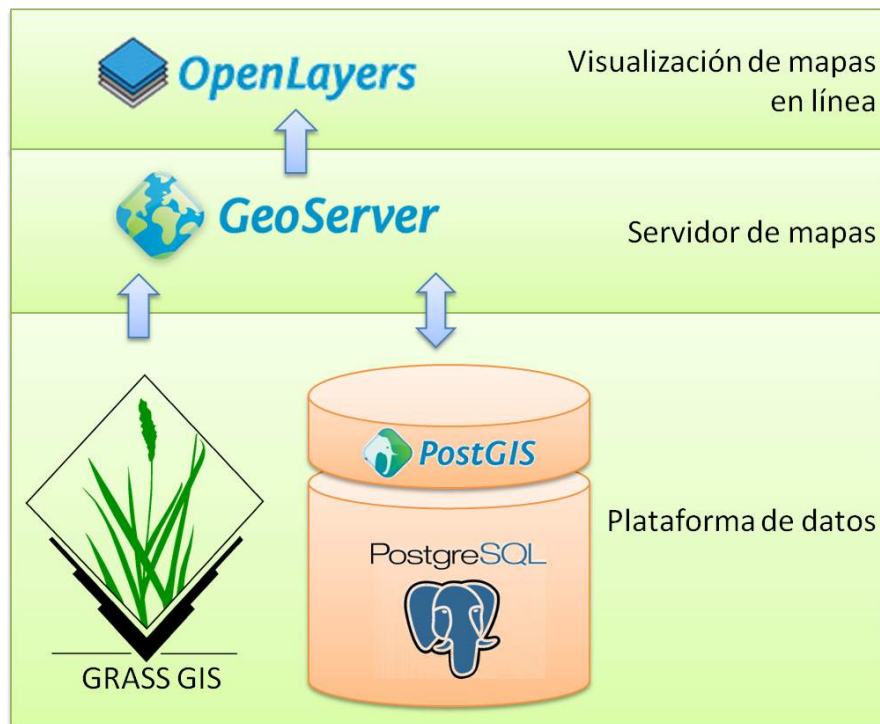 OpenLayers
Visualización de mapas
en línea
GeoServer
Servidor de mapas
PostGIS
PostgreSQL
Plataforma de datos
GRASS GIS